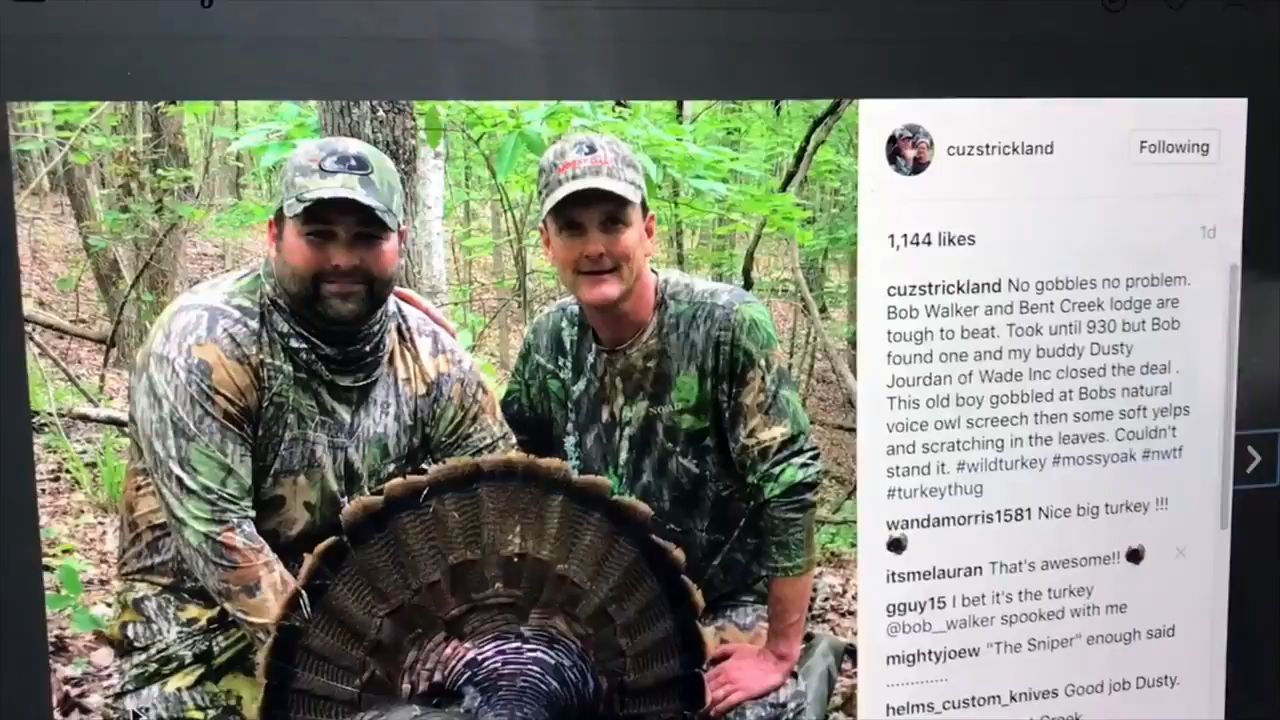 cuzstrickland
Following
1,144 likes
1d
cuzstrickland No gobbles no problem.
Bob Walker and Bent Creek lodge are
tough to beat. Took until 930 but Bob
found one and my buddy Dusty
Jourdan of Wade Inc closed the deal .
This old boy gobbled at Bobs natural
voice owl screech then some soft yelps
and scratching in the leaves. Couldn't
stand it. #wildturkey #mossyoak #nwtf
#turkeythug
wandamorris1581 Nice big turkey !!!
itsmelauran That's awesome!!
gguy15 I bet it's the turkey
@bob__walker spooked with me
mightyjoew "The Sniper" enough said
.............
helms_custom_knives Good job Dusty.
Creek